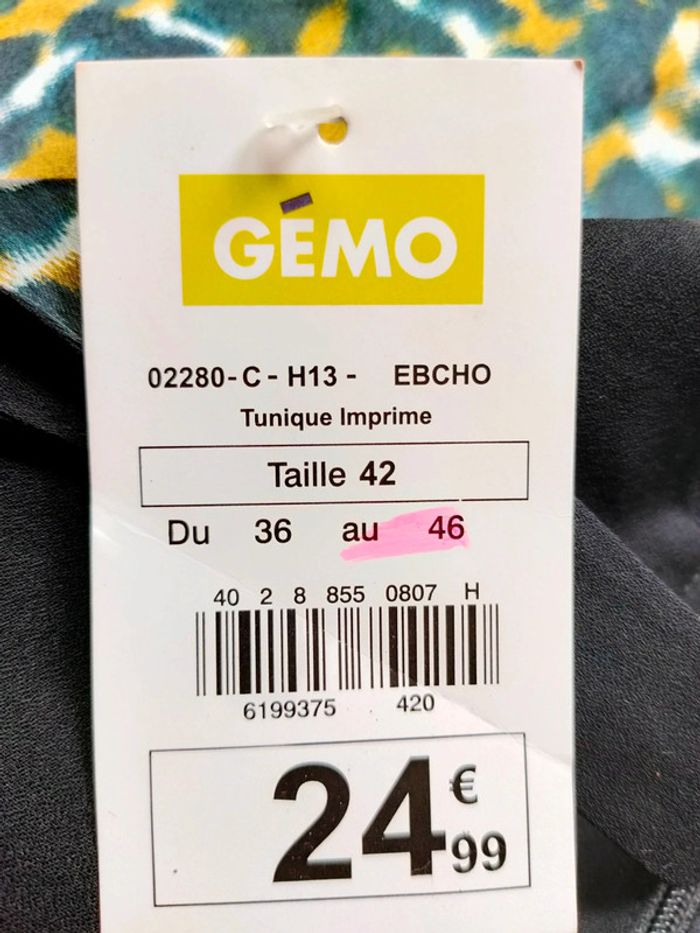 GÉMO
02280-C-H13- EBCHO
Tunique Imprime
Taille 42
Du 36 au 46
40 2 8 855 0807 H
6199375 420
24€99